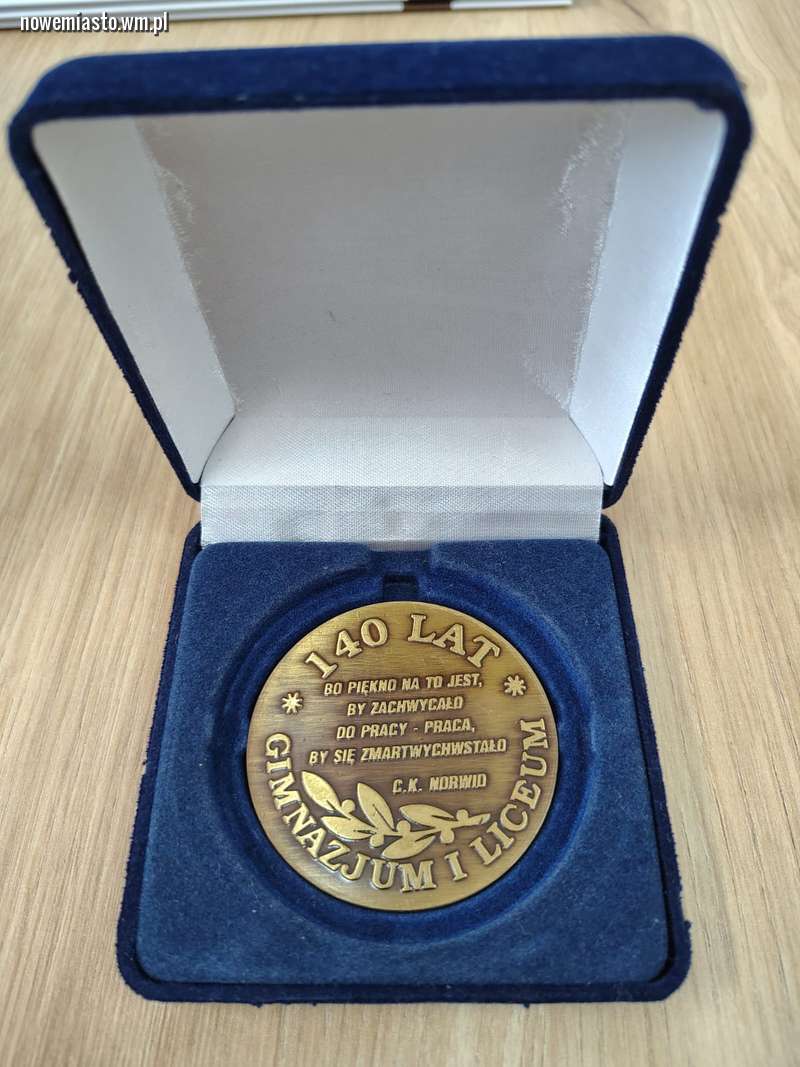 nowemiasto.wm.pl
140 LAT
BO PIĘKNO NA TO JEST,
BY ZACHWYCAŁO
DO PRACY - PRACA,
BY SIĘ ZMARTWYCHWSTAŁO
C.K. NORWID
GIMNAZJUM I LICEUM